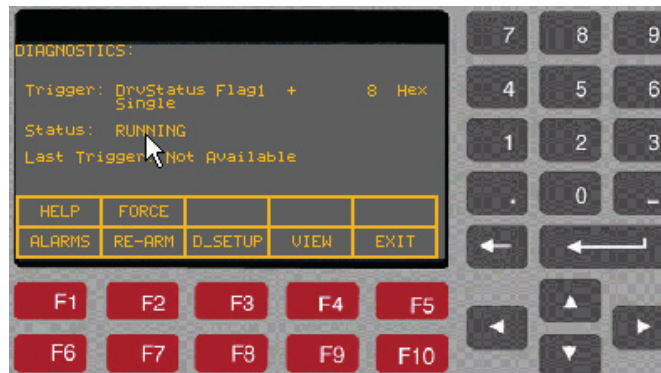 DIAGNOSTICS:
Trigger: DrvStatus Flag1 + 8 Hex
Single
Status: RUNNING
Last Trigger: Not Available
HELP FORCE
ALARMS RE-ARM D_SETUP VIEW EXIT
F1 F2 F3 F4 F5
F6 F7 F8 F9 F10
7 8 9
4 5 6
1 2 3
. 0 -